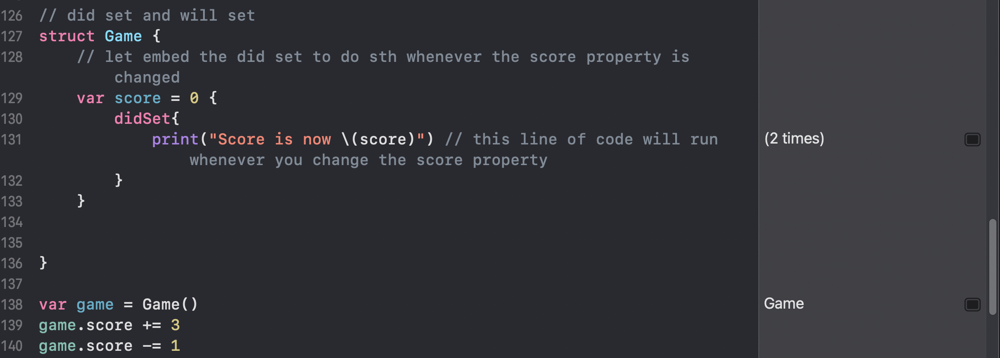 126 // did set and will set
127 struct Game {
128 // let embed the did set to do sth whenever the score property is
changed
129 var score = 0 {
130 didSet{
131 print("Score is now \(score)") // this line of code will run (2 times)
whenever you change the score property
132 }
133 }
134
135
136 }
137
138 var game = Game() Game
139 game.score += 3
140 game.score -= 1